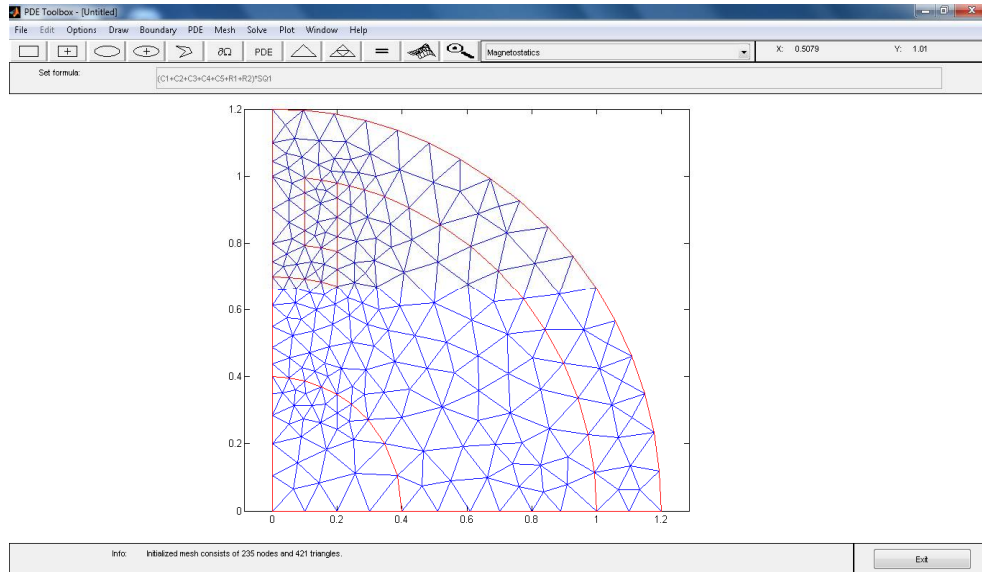 PDE Toolbox - [Untitled]
File Edit Options Draw Boundary PDE Mesh Solve Plot Window Help
∂Ω PDE = Magnetostatics X: 0.5079 Y: 1.01
Set formula: (C1+C2+C3+C4+C5+R1+R2)*SQ1
1.2
1
0.8
0.6
0.4
0.2
0
0 0.2 0.4 0.6 0.8 1 1.2
Info: Initialized mesh consists of 235 nodes and 421 triangles. Exit